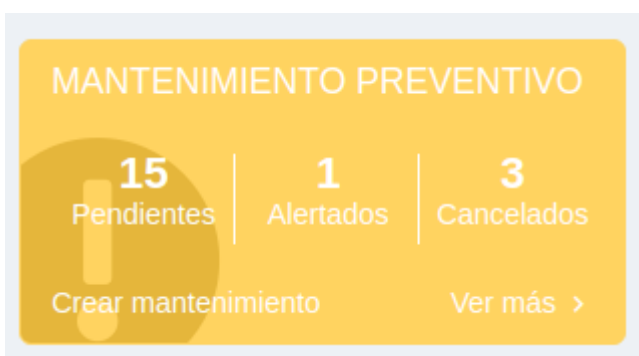 MANTENIMIENTO PREVENTIVO
15 1 3
Pendientes Alertados Cancelados
Crear mantenimiento Ver más >